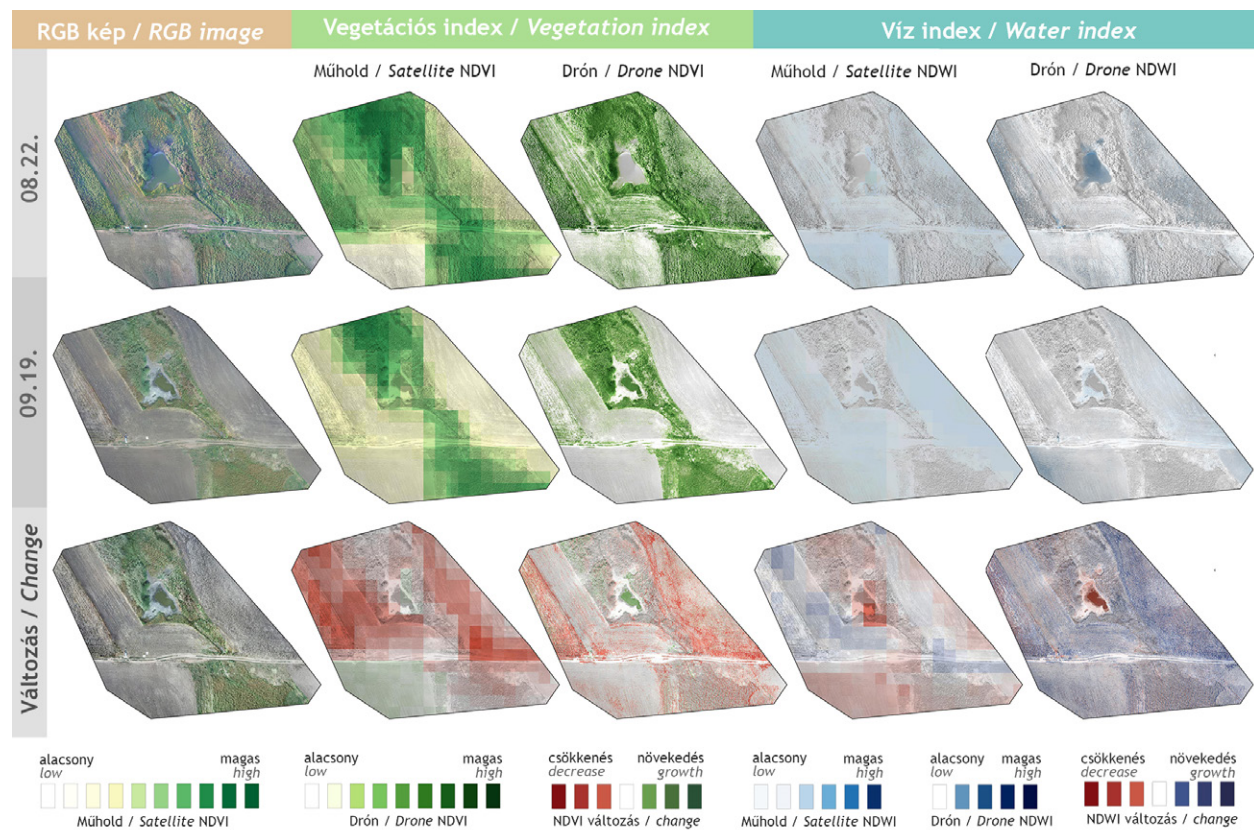 RGB kép / RGB image
Vegetációs index / Vegetation index
Víz index / Water index
Műhold / Satellite NDVI
Drón / Drone NDVI
Műhold / Satellite NDWI
Drón / Drone NDWI
08.22.
09.19.
Változás / Change
alacsony
low
magas
high
Műhold / Satellite NDVI
alacsony
low
magas
high
Drón / Drone NDVI
csökkenés
decrease
növekedés
growth
NDVI változás / change
alacsony
low
magas
high
Műhold / Satellite NDWI
alacsony
low
magas
high
Drón / Drone NDWI
csökkenés
decrease
növekedés
growth
NDWI változás / change